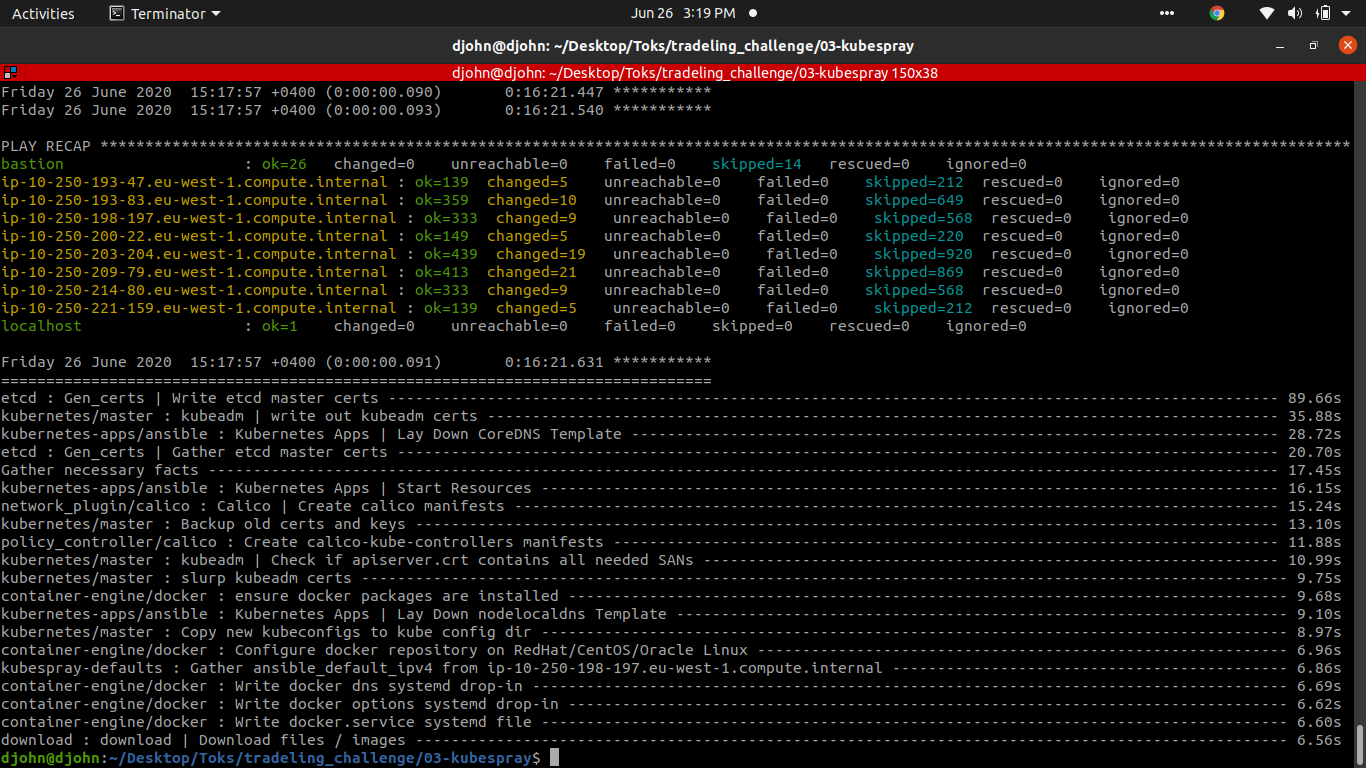 Activities Terminator Jun 26 3:19 PM
djohn@djohn: ~/Desktop/Toks/tradeling_challenge/03-kubespray
djohn@djohn: ~/Desktop/Toks/tradeling_challenge/03-kubespray 150x38
Friday 26 June 2020  15:17:57 +0400 (0:00:00.090)       0:16:21.447 ***********
Friday 26 June 2020  15:17:57 +0400 (0:00:00.093)       0:16:21.540 ***********
PLAY RECAP *******************************************************************************************************************************************
bastion                    : ok=26   changed=0    unreachable=0    failed=0    skipped=14   rescued=0    ignored=0
ip-10-250-193-47.eu-west-1.compute.internal : ok=139  changed=5    unreachable=0    failed=0    skipped=212  rescued=0    ignored=0
ip-10-250-193-83.eu-west-1.compute.internal : ok=359  changed=10   unreachable=0    failed=0    skipped=649  rescued=0    ignored=0
ip-10-250-198-197.eu-west-1.compute.internal : ok=333  changed=9    unreachable=0    failed=0    skipped=568  rescued=0    ignored=0
ip-10-250-200-22.eu-west-1.compute.internal : ok=149  changed=5    unreachable=0    failed=0    skipped=220  rescued=0    ignored=0
ip-10-250-203-204.eu-west-1.compute.internal : ok=439  changed=19   unreachable=0    failed=0    skipped=920  rescued=0    ignored=0
ip-10-250-209-79.eu-west-1.compute.internal : ok=413  changed=21   unreachable=0    failed=0    skipped=869  rescued=0    ignored=0
ip-10-250-214-80.eu-west-1.compute.internal : ok=333  changed=9    unreachable=0    failed=0    skipped=568  rescued=0    ignored=0
ip-10-250-221-159.eu-west-1.compute.internal : ok=139  changed=5    unreachable=0    failed=0    skipped=212  rescued=0    ignored=0
localhost                  : ok=1    changed=0    unreachable=0    failed=0    skipped=0    rescued=0    ignored=0
Friday 26 June 2020  15:17:57 +0400 (0:00:00.091)       0:16:21.631 ***********
===============================================================================
etcd : Gen_certs | Write etcd master certs --------------------------------------------------------------------------------------------------- 89.66s
kubernetes/master : kubeadm | write out kubeadm certs ----------------------------------------------------------------------------------------- 35.88s
kubernetes-apps/ansible : Kubernetes Apps | Lay Down CoreDNS Template ------------------------------------------------------------------------ 28.72s
etcd : Gen_certs | Gather etcd master certs -------------------------------------------------------------------------------------------------- 20.70s
Gather necessary facts ----------------------------------------------------------------------------------------------------------------------- 17.45s
kubernetes-apps/ansible : Kubernetes Apps | Start Resources ---------------------------------------------------------------------------------- 16.15s
network_plugin/calico : Calico | Create calico manifests ------------------------------------------------------------------------------------- 15.24s
kubernetes/master : Backup old certs and keys ------------------------------------------------------------------------------------------------ 13.10s
policy_controller/calico : Create calico-kube-controllers manifests -------------------------------------------------------------------------- 11.88s
kubernetes/master : kubeadm | Check if apiserver.crt contains all needed SANs ---------------------------------------------------------------- 10.99s
kubernetes/master : slurp kubeadm certs ------------------------------------------------------------------------------------------------------- 9.75s
container-engine/docker : ensure docker packages are installed -------------------------------------------------------------------------------- 9.68s
kubernetes-apps/ansible : Kubernetes Apps | Lay Down nodelocaldns Template -------------------------------------------------------------------- 9.10s
kubernetes/master : Copy new kubeconfigs to kube config dir ----------------------------------------------------------------------------------- 8.97s
container-engine/docker : Configure docker repository on RedHat/CentOS/Oracle Linux ----------------------------------------------------------- 6.96s
kubespray-defaults : Gather ansible_default_ipv4 from ip-10-250-198-197.eu-west-1.compute.internal -------------------------------------------- 6.86s
container-engine/docker : Write docker dns systemd drop-in ------------------------------------------------------------------------------------ 6.69s
container-engine/docker : Write docker options systemd drop-in -------------------------------------------------------------------------------- 6.62s
container-engine/docker : Write docker.service systemd file ----------------------------------------------------------------------------------- 6.60s
download : download | Download files / images ------------------------------------------------------------------------------------------------- 6.56s
djohn@djohn:~/Desktop/Toks/tradeling_challenge/03-kubespray$